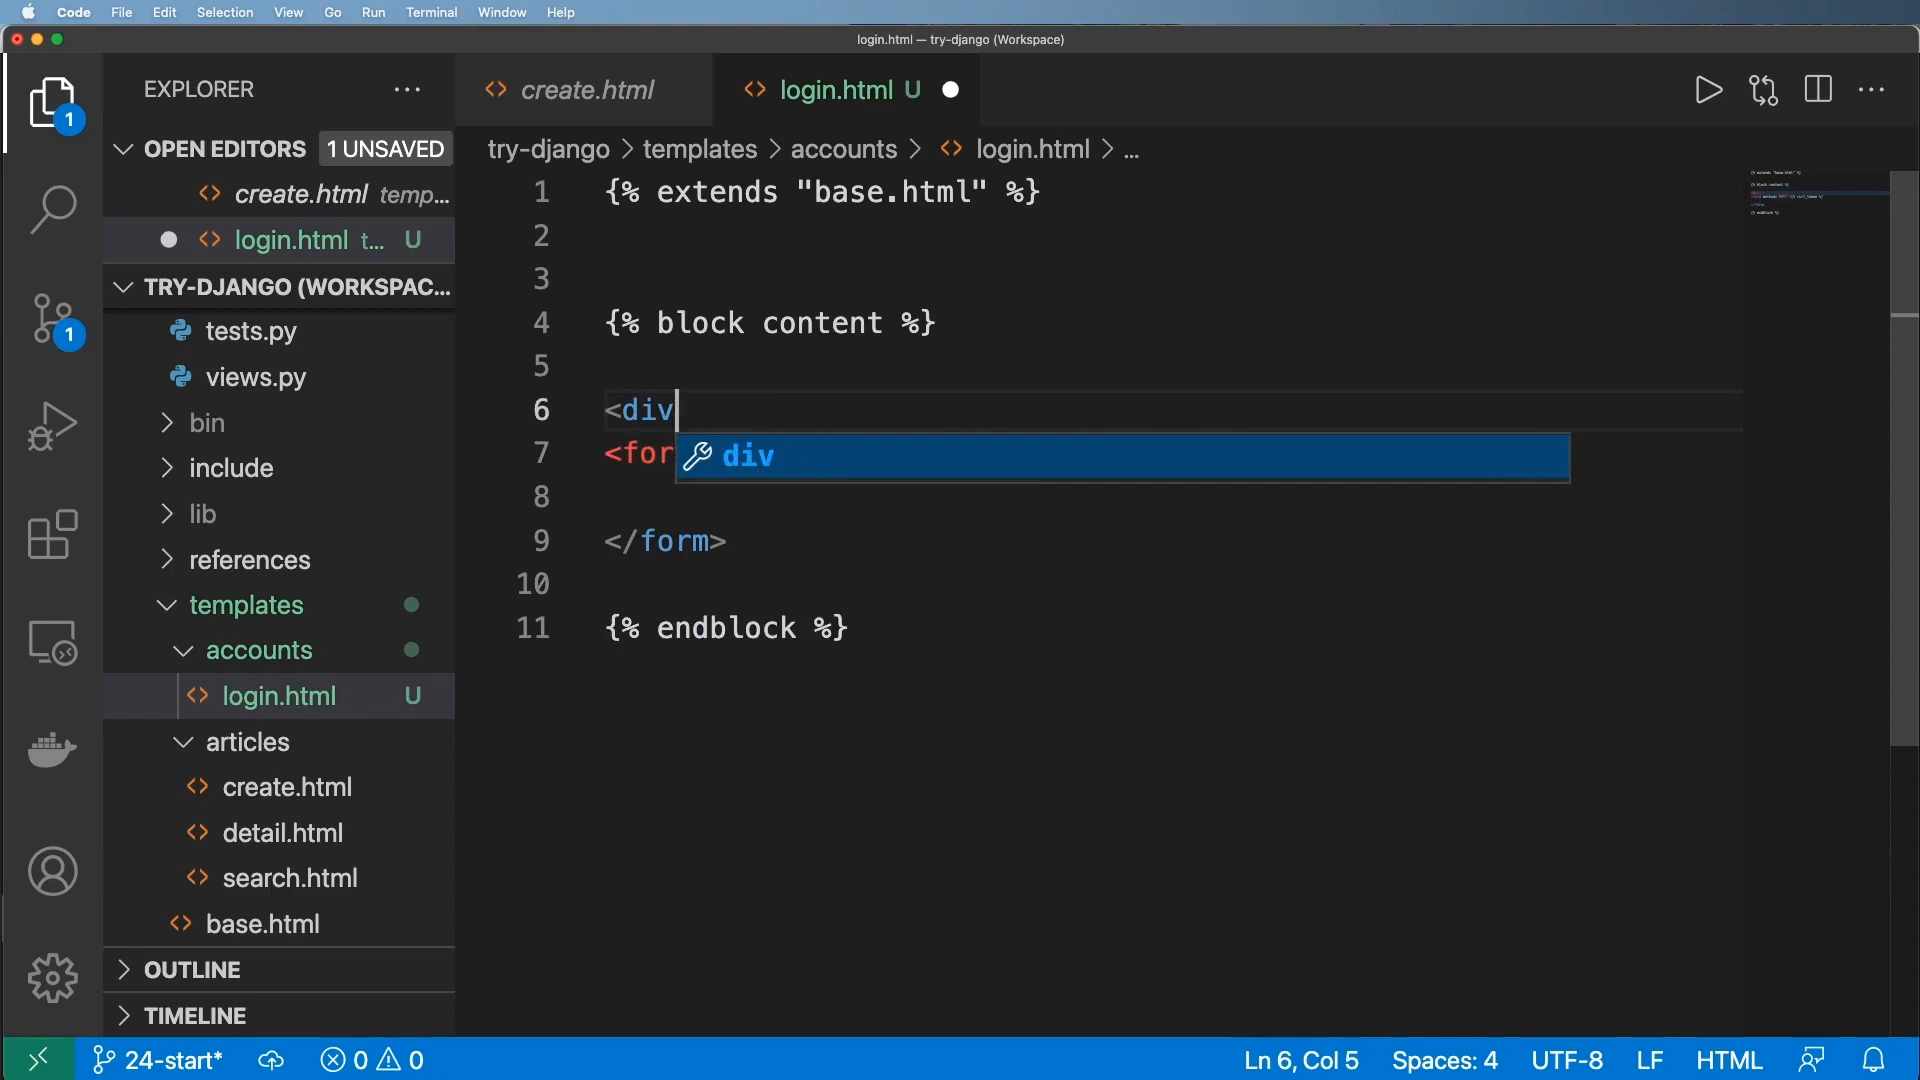 Code File Edit Selection View Go Run Terminal Window Help
login.html — try-django (Workspace)
EXPLORER
OPEN EDITORS 1 UNSAVED
create.html temp...
login.html t... U
TRY-DJANGO (WORKSPAC...
tests.py
views.py
bin
include
lib
references
templates
accounts
login.html U
articles
create.html
detail.html
search.html
base.html
OUTLINE
TIMELINE
1
1
create.html
login.html U
try-django > templates > accounts > login.html > ...
1 {% extends "base.html" %}
2
3
4 {% block content %}
5
6 <div
7 <for
div
8
9 </form>
10
11 {% endblock %}
24-start* 0 0
Ln 6, Col 5 Spaces: 4 UTF-8 LF HTML